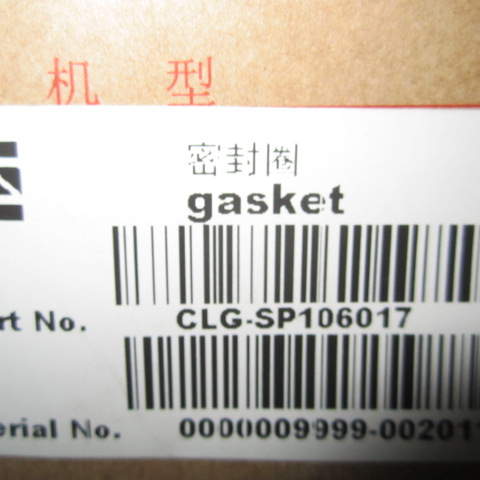 机 型
密封圈
gasket
rt No. CLG-SP106017
erial No. 0000009999-00201